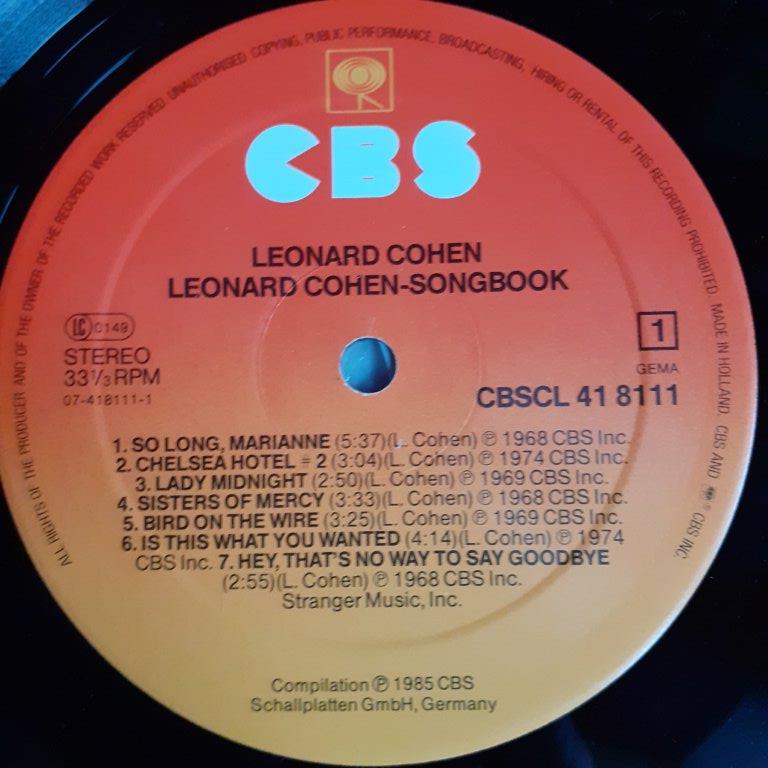 ALL RIGHTS OF THE PRODUCER AND OF THE OWNER OF THE RECORDED WORK RESERVED. UNAUTHORISED COPYING, PUBLIC PERFORMANCE, BROADCASTING, HIRING OR RENTAL OF THIS RECORDING PROHIBITED. MADE IN HOLLAND. CBS AND ® CBS INC.
CBS
LEONARD COHEN
LEONARD COHEN-SONGBOOK
LC 0149
STEREO
33⅓ RPM
07-418111-1
1
GEMA
CBSCL 41 8111
1. SO LONG, MARIANNE (5:37)(L. Cohen) ℗ 1968 CBS Inc.
2. CHELSEA HOTEL # 2 (3:04)(L. Cohen) ℗ 1974 CBS Inc.
3. LADY MIDNIGHT (2:50)(L. Cohen) ℗ 1969 CBS Inc.
4. SISTERS OF MERCY (3:33)(L. Cohen) ℗ 1968 CBS Inc.
5. BIRD ON THE WIRE (3:25)(L. Cohen) ℗ 1969 CBS Inc.
6. IS THIS WHAT YOU WANTED (4:14)(L. Cohen) ℗ 1974
CBS Inc. 7. HEY, THAT'S NO WAY TO SAY GOODBYE
(2:55)(L. Cohen) ℗ 1968 CBS Inc.
Stranger Music, Inc.
Compilation ℗ 1985 CBS
Schallplatten GmbH, Germany